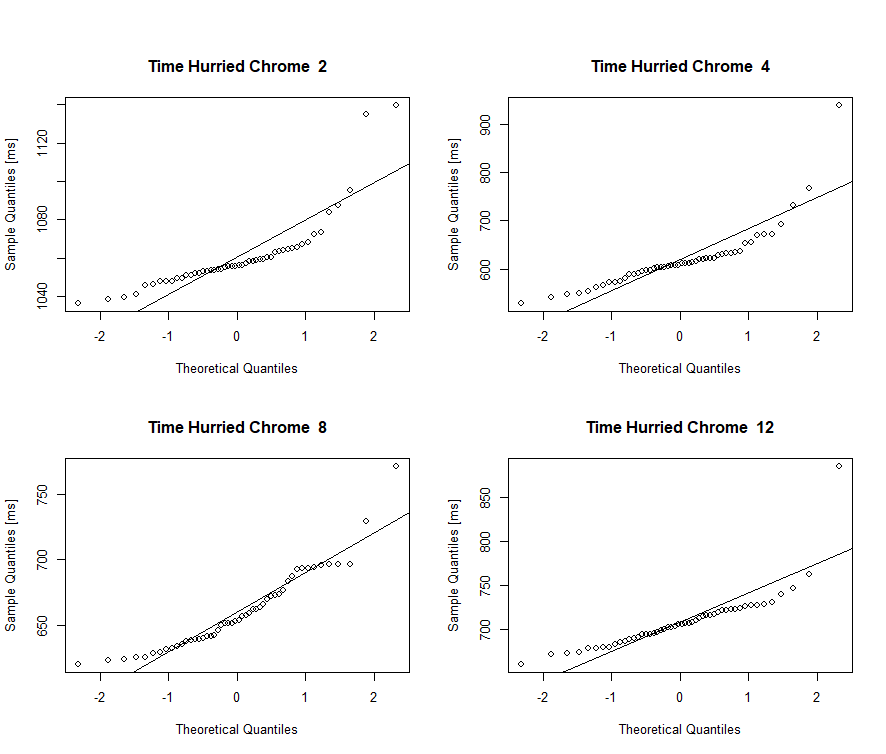 Time Hurried Chrome  2
Sample Quantiles [ms]
1040
1080
1120
-2
-1
0
1
2
Theoretical Quantiles
Time Hurried Chrome  4
Sample Quantiles [ms]
600
700
800
900
-2
-1
0
1
2
Theoretical Quantiles
Time Hurried Chrome  8
Sample Quantiles [ms]
650
700
750
-2
-1
0
1
2
Theoretical Quantiles
Time Hurried Chrome  12
Sample Quantiles [ms]
700
750
800
850
-2
-1
0
1
2
Theoretical Quantiles